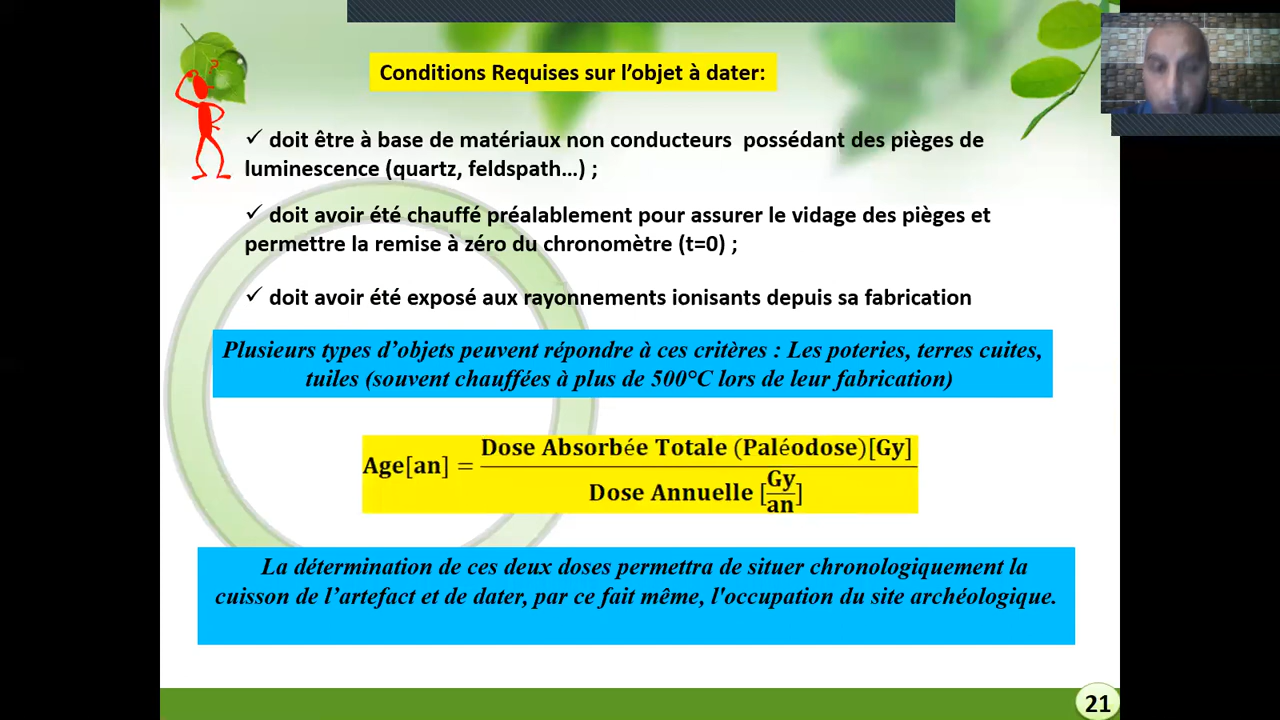 Conditions Requises sur l’objet à dater:
✓ doit être à base de matériaux non conducteurs possédant des pièges de
luminescence (quartz, feldspath…) ;
✓ doit avoir été chauffé préalablement pour assurer le vidage des pièges et
permettre la remise à zéro du chronomètre (t=0) ;
✓ doit avoir été exposé aux rayonnements ionisants depuis sa fabrication
Plusieurs types d’objets peuvent répondre à ces critères : Les poteries, terres cuites,
tuiles (souvent chauffées à plus de 500°C lors de leur fabrication)
Age[an] = Dose Absorbée Totale (Paléodose)[Gy]
Dose Annuelle [Gy/an]
La détermination de ces deux doses permettra de situer chronologiquement la
cuisson de l’artefact et de dater, par ce fait même, l'occupation du site archéologique.
21